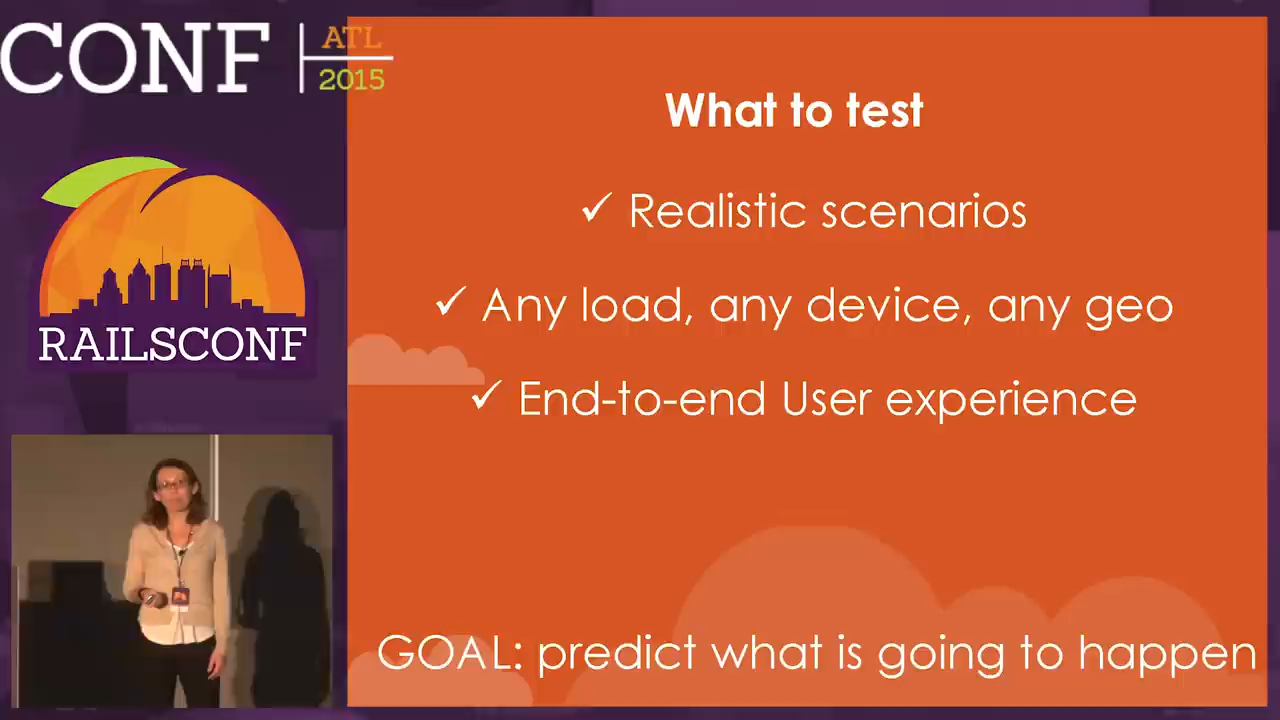 CONF
ATL
2015
RAILSCONF
What to test
✓ Realistic scenarios
✓ Any load, any device, any geo
✓ End-to-end User experience
GOAL: predict what is going to happen